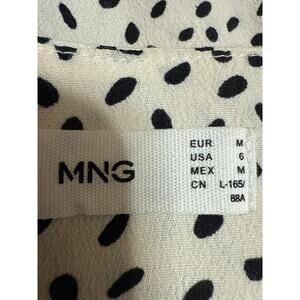 MNG
EUR M
USA 6
MEX M
CN L-165/
88A